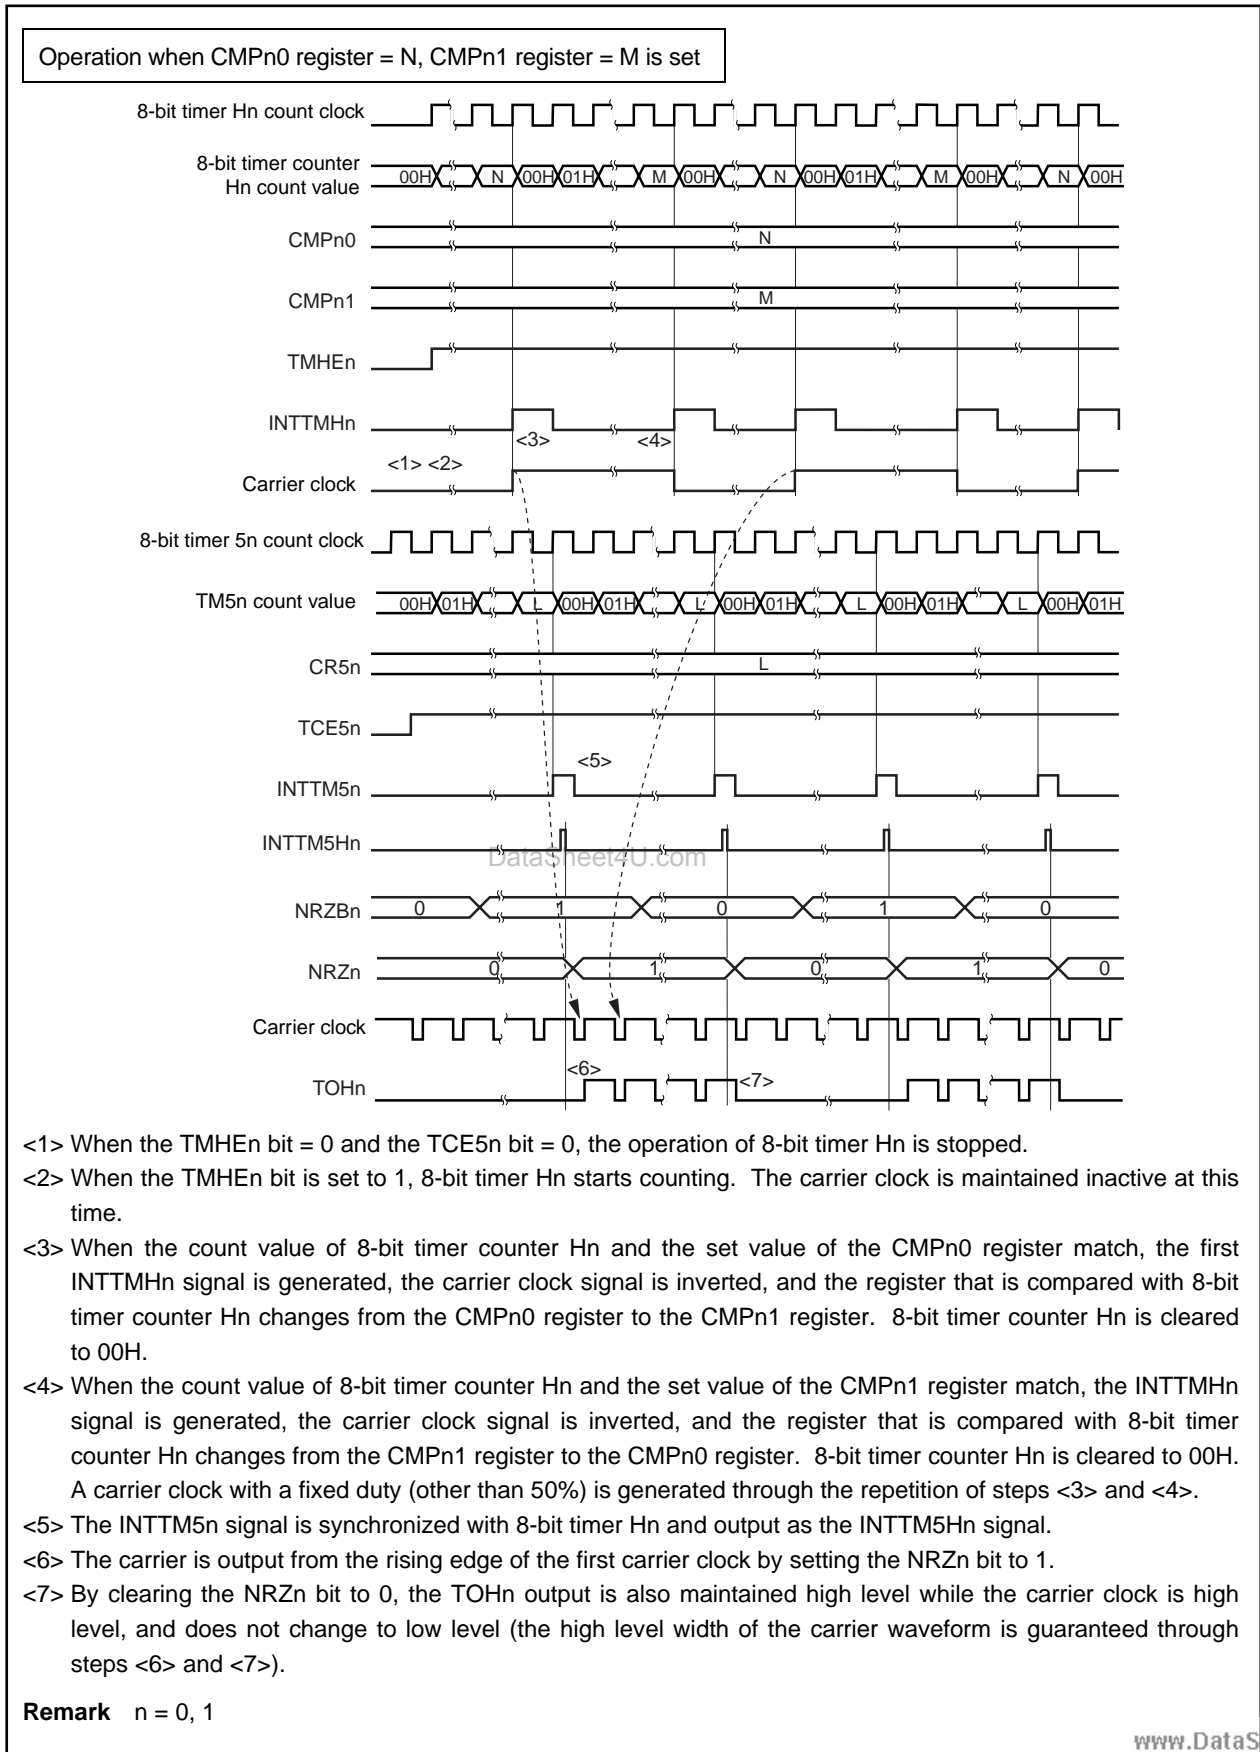 Operation when CMPn0 register = N, CMPn1 register = M is set
8-bit timer Hn count clock
8-bit timer counter
Hn count value
00H N 00H 01H M 00H N 00H 01H M 00H N 00H
CMPn0 N
CMPn1 M
TMHEn
INTTMHn
<3> <4>
<1> <2>
Carrier clock
8-bit timer 5n count clock
TM5n count value 00H 01H L 00H 01H L 00H 01H L 00H 01H L 00H 01H
CR5n L
TCE5n
<5>
INTTM5n
INTTM5Hn
DataSheet4U.com
NRZBn 0 1 0 1 0
NRZn 0 1 0 1 0
Carrier clock
<6> <7>
TOHn
<1> When the TMHEn bit = 0 and the TCE5n bit = 0, the operation of 8-bit timer Hn is stopped.
<2> When the TMHEn bit is set to 1, 8-bit timer Hn starts counting. The carrier clock is maintained inactive at this
time.
<3> When the count value of 8-bit timer counter Hn and the set value of the CMPn0 register match, the first
INTTMHn signal is generated, the carrier clock signal is inverted, and the register that is compared with 8-bit
timer counter Hn changes from the CMPn0 register to the CMPn1 register. 8-bit timer counter Hn is cleared
to 00H.
<4> When the count value of 8-bit timer counter Hn and the set value of the CMPn1 register match, the INTTMHn
signal is generated, the carrier clock signal is inverted, and the register that is compared with 8-bit timer
counter Hn changes from the CMPn1 register to the CMPn0 register. 8-bit timer counter Hn is cleared to 00H.
A carrier clock with a fixed duty (other than 50%) is generated through the repetition of steps <3> and <4>.
<5> The INTTM5n signal is synchronized with 8-bit timer Hn and output as the INTTM5Hn signal.
<6> The carrier is output from the rising edge of the first carrier clock by setting the NRZn bit to 1.
<7> By clearing the NRZn bit to 0, the TOHn output is also maintained high level while the carrier clock is high
level, and does not change to low level (the high level width of the carrier waveform is guaranteed through
steps <6> and <7>).
Remark n = 0, 1
www.DataS